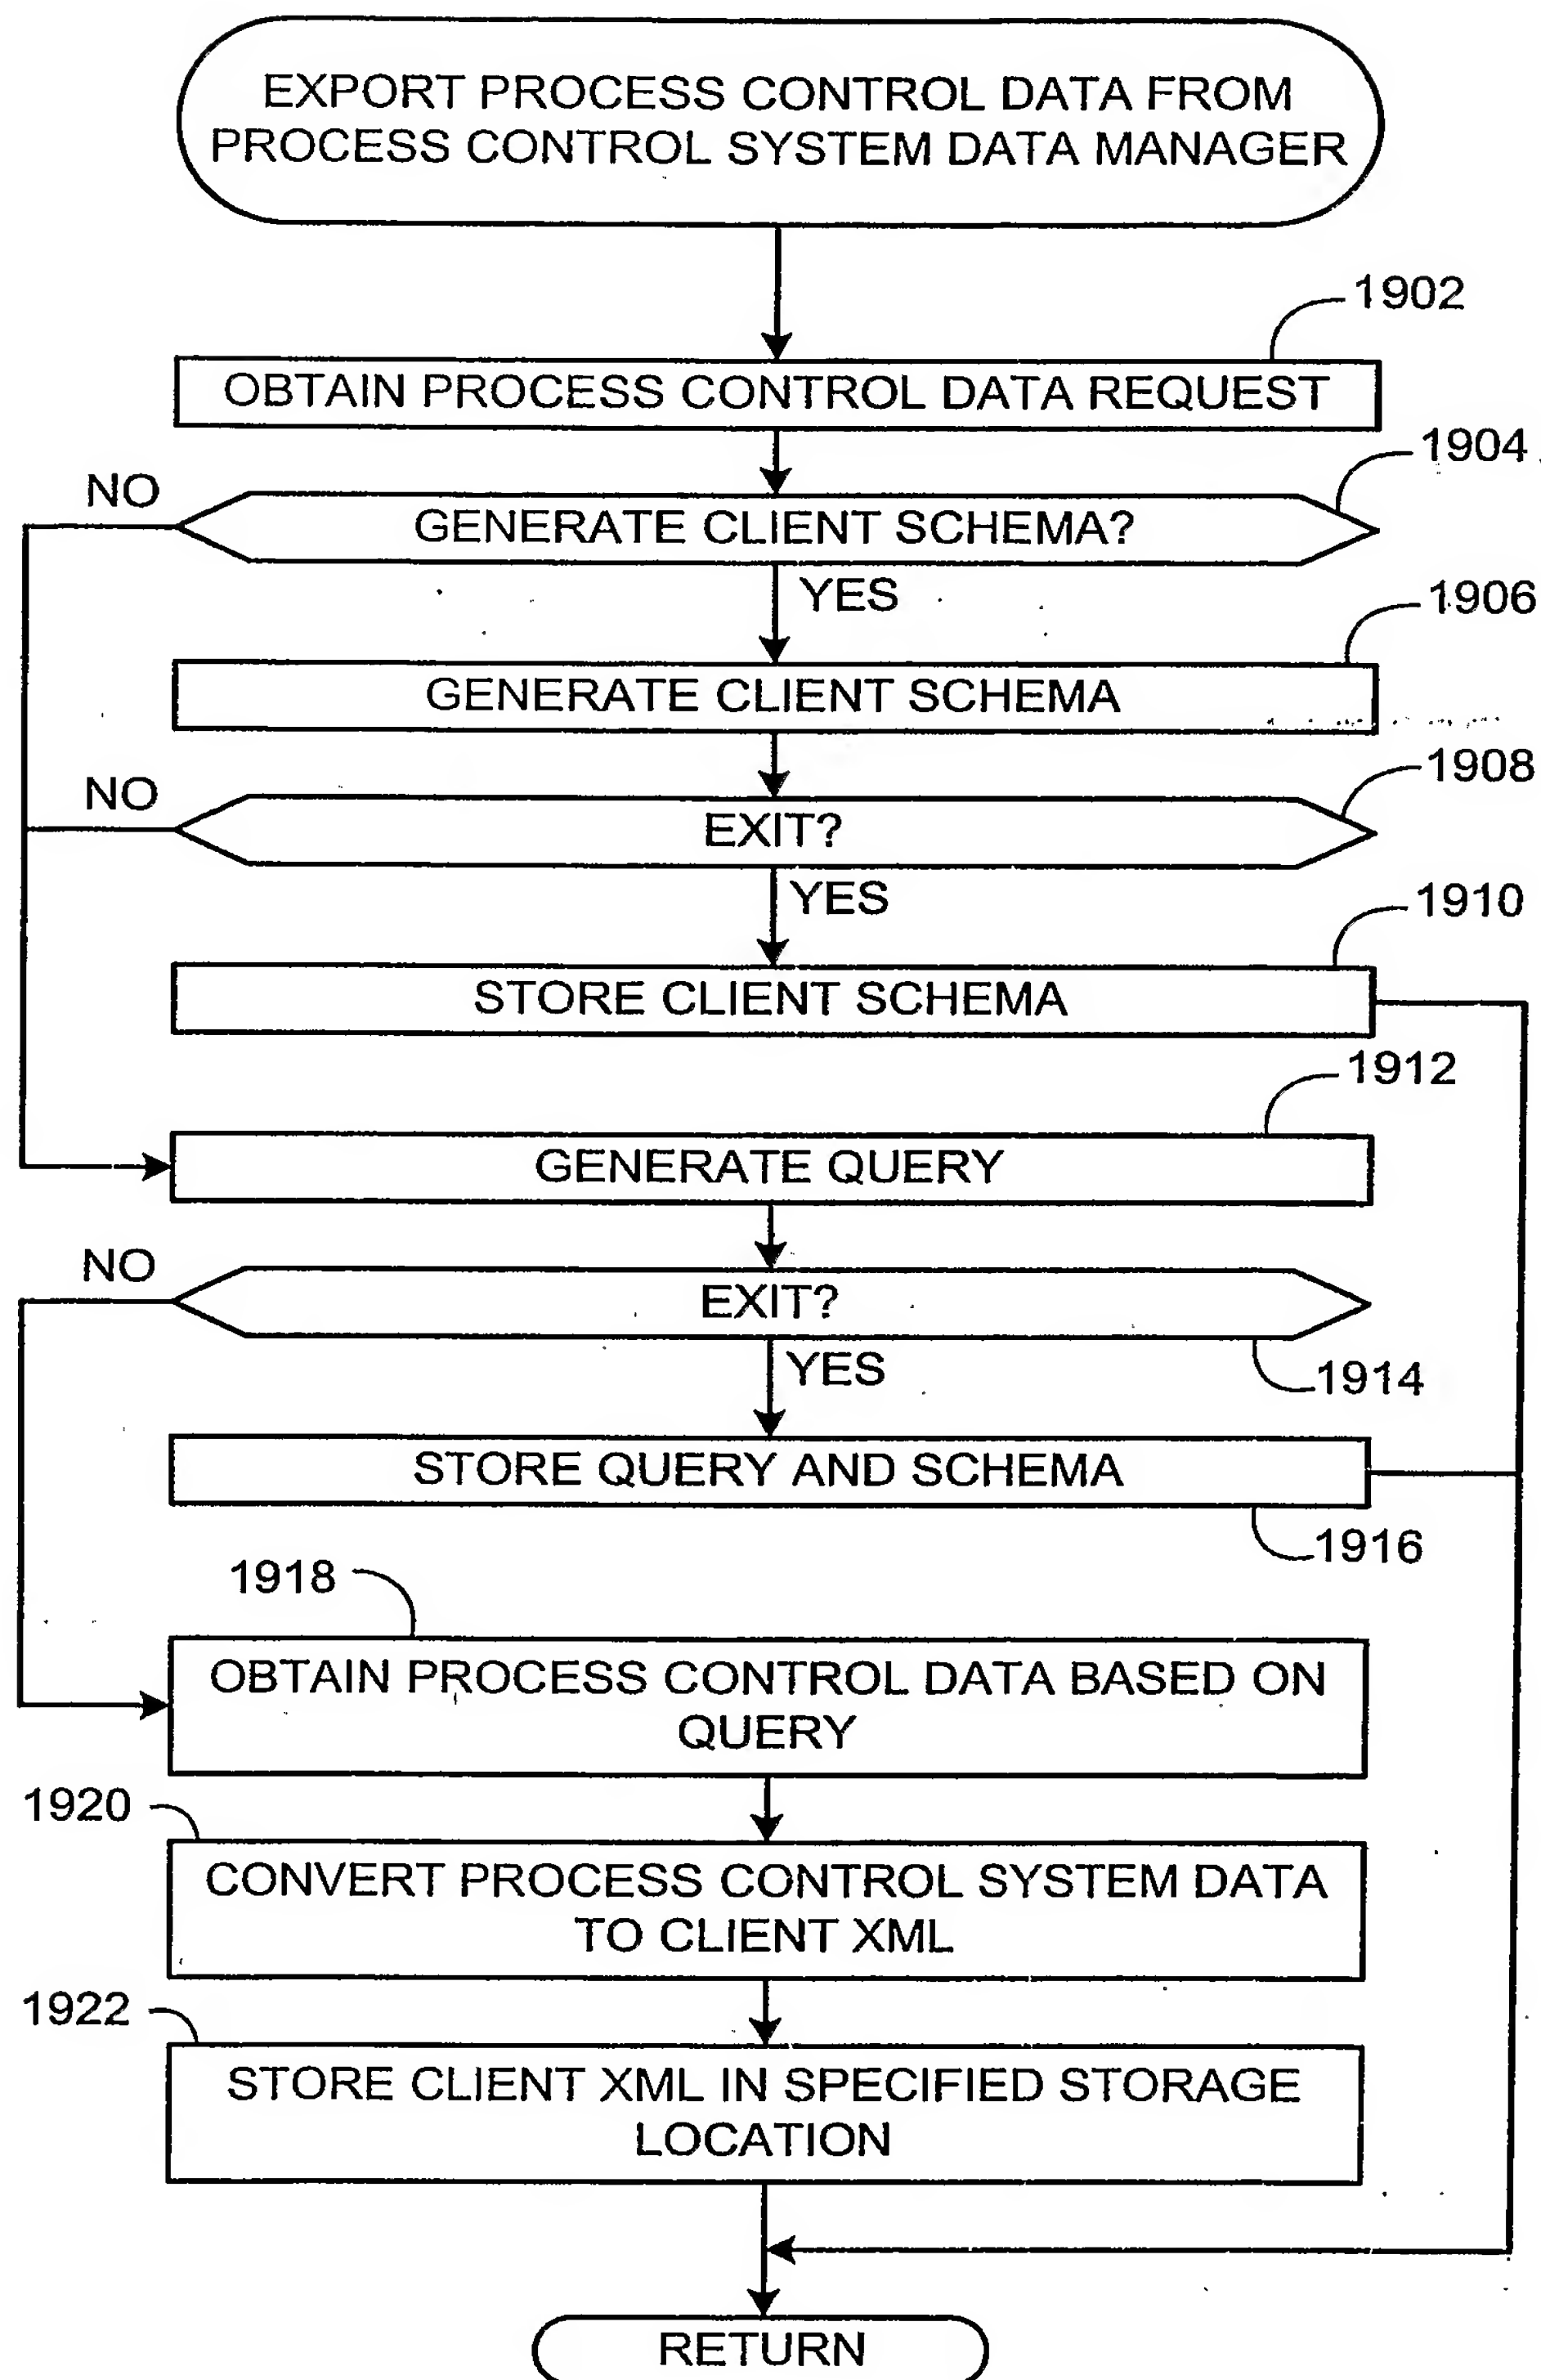 EXPORT PROCESS CONTROL DATA FROM
PROCESS CONTROL SYSTEM DATA MANAGER
1902
OBTAIN PROCESS CONTROL DATA REQUEST
1904
NO
GENERATE CLIENT SCHEMA?
YES
1906
GENERATE CLIENT SCHEMA
1908
NO
EXIT?
YES
1910
STORE CLIENT SCHEMA
1912
GENERATE QUERY
NO
EXIT?
YES
1914
STORE QUERY AND SCHEMA
1916
1918
OBTAIN PROCESS CONTROL DATA BASED ON
QUERY
1920
CONVERT PROCESS CONTROL SYSTEM DATA
TO CLIENT XML
1922
STORE CLIENT XML IN SPECIFIED STORAGE
LOCATION
RETURN